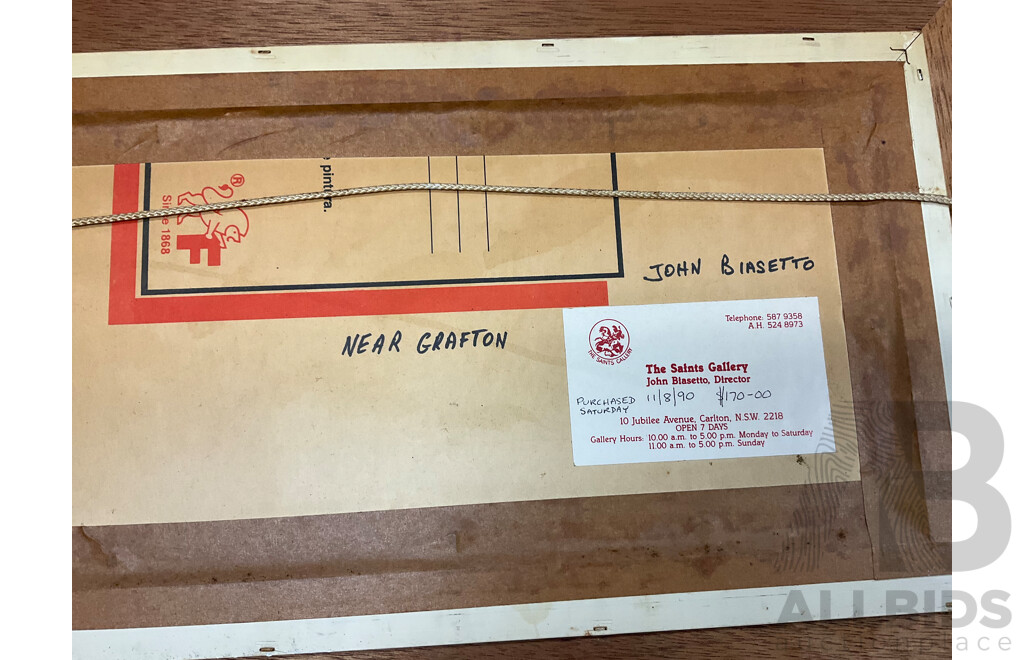 pintura.
®
Since 1868
F
JOHN BIASETTO
NEAR GRAFTON
THE SAINTS GALLERY
Telephone: 587 9358
A.H. 524 8973
The Saints Gallery
John Biasetto, Director
PURCHASED 11/8/90 $170-00
SATURDAY
10 Jubilee Avenue, Carlton, N.S.W. 2218
OPEN 7 DAYS
Gallery Hours: 10.00 a.m. to 5.00 p.m. Monday to Saturday
11.00 a.m. to 5.00 p.m. Sunday
B
ALLBIDS